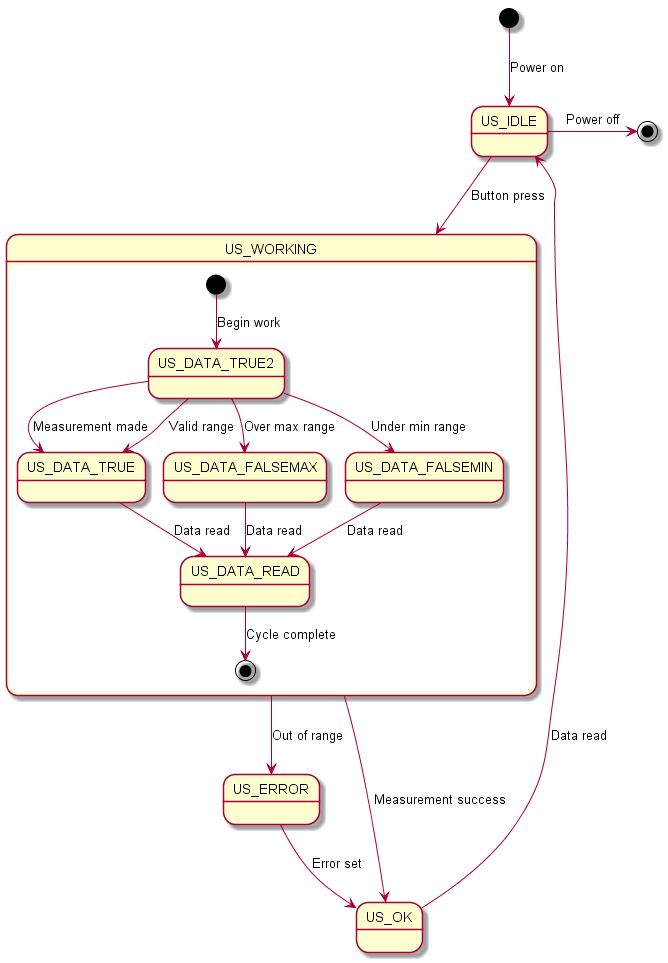 Power on
US_IDLE
Power off
Button press
US_WORKING
Begin work
US_DATA_TRUE2
Measurement made
Valid range
Over max range
Under min range
US_DATA_TRUE
US_DATA_FALSEMAX
US_DATA_FALSEMIN
Data read
Data read
Data read
US_DATA_READ
Cycle complete
Out of range
Data read
US_ERROR
Measurement success
Error set
US_OK